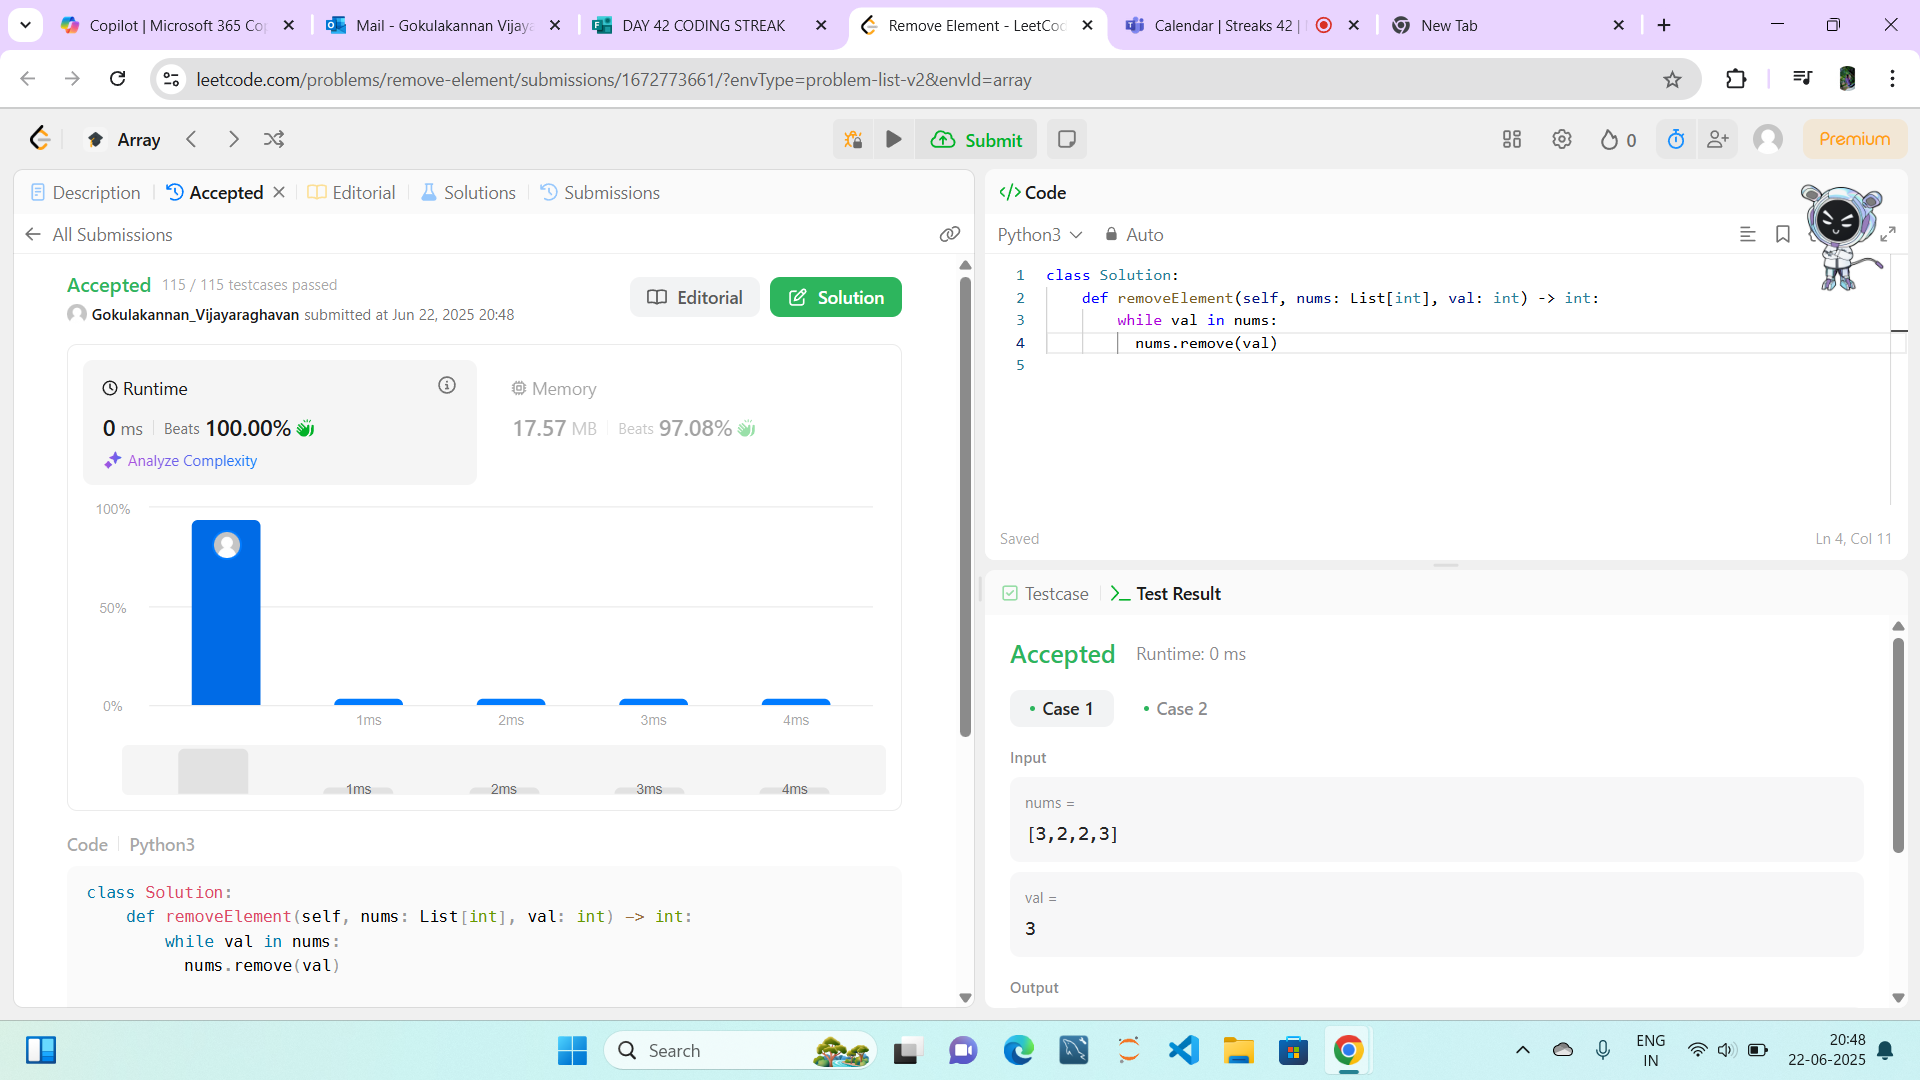 Copilot | Microsoft 365 Co
Mail - Gokulakannan Vijaya
DAY 42 CODING STREAK
Remove Element - LeetCo
Calendar | Streaks 42 |
New Tab
leetcode.com/problems/remove-element/submissions/1672773661/?envType=problem-list-v2&envId=array
Array
Submit
0
Premium
Description
Accepted
Editorial
Solutions
Submissions
All Submissions
Accepted 115 / 115 testcases passed
Gokulakannan_Vijayaraghavan submitted at Jun 22, 2025 20:48
Editorial
Solution
Runtime
0 ms Beats 100.00%
Analyze Complexity
Memory
17.57 MB Beats 97.08%
100%
50%
0%
1ms 2ms 3ms 4ms
1ms 2ms 3ms 4ms
Code Python3
class Solution:
def removeElement(self, nums: List[int], val: int) -> int:
while val in nums:
nums.remove(val)
</> Code
Python3 Auto
1 class Solution:
2 def removeElement(self, nums: List[int], val: int) -> int:
3 while val in nums:
4 nums.remove(val)
5
Saved
Ln 4, Col 11
Testcase
Test Result
Accepted Runtime: 0 ms
Case 1 Case 2
Input
nums =
[3,2,2,3]
val =
3
Output
Search
ENG
IN
20:48
22-06-2025